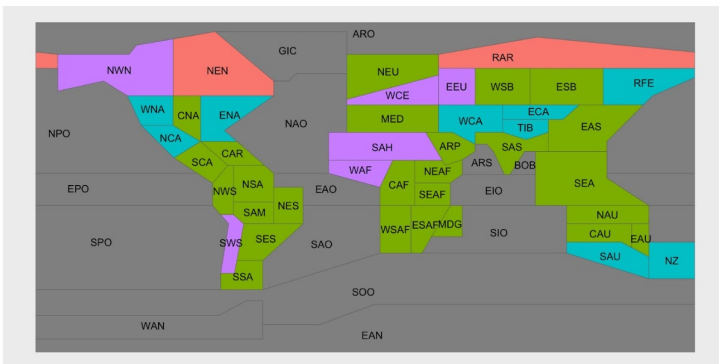 ARO
GIC
RAR
NWN
NEN
NEU
WCE
EEU
WSB
ESB
RFE
WNA
CNA
ENA
NAO
MED
WCA
ECA
TIB
EAS
NPO
NCA
SCA
CAR
SAH
ARP
SAS
ARS
BOB
WAF
CAF
NEAF
EPO
NWS
NSA
EAO
SEAF
EIO
SEA
NES
SAM
NAU
SPO
SWS
SES
SAO
WSAF
ESAF
MDG
SIO
CAU
EAU
SAU
NZ
SSA
SOO
WAN
EAN